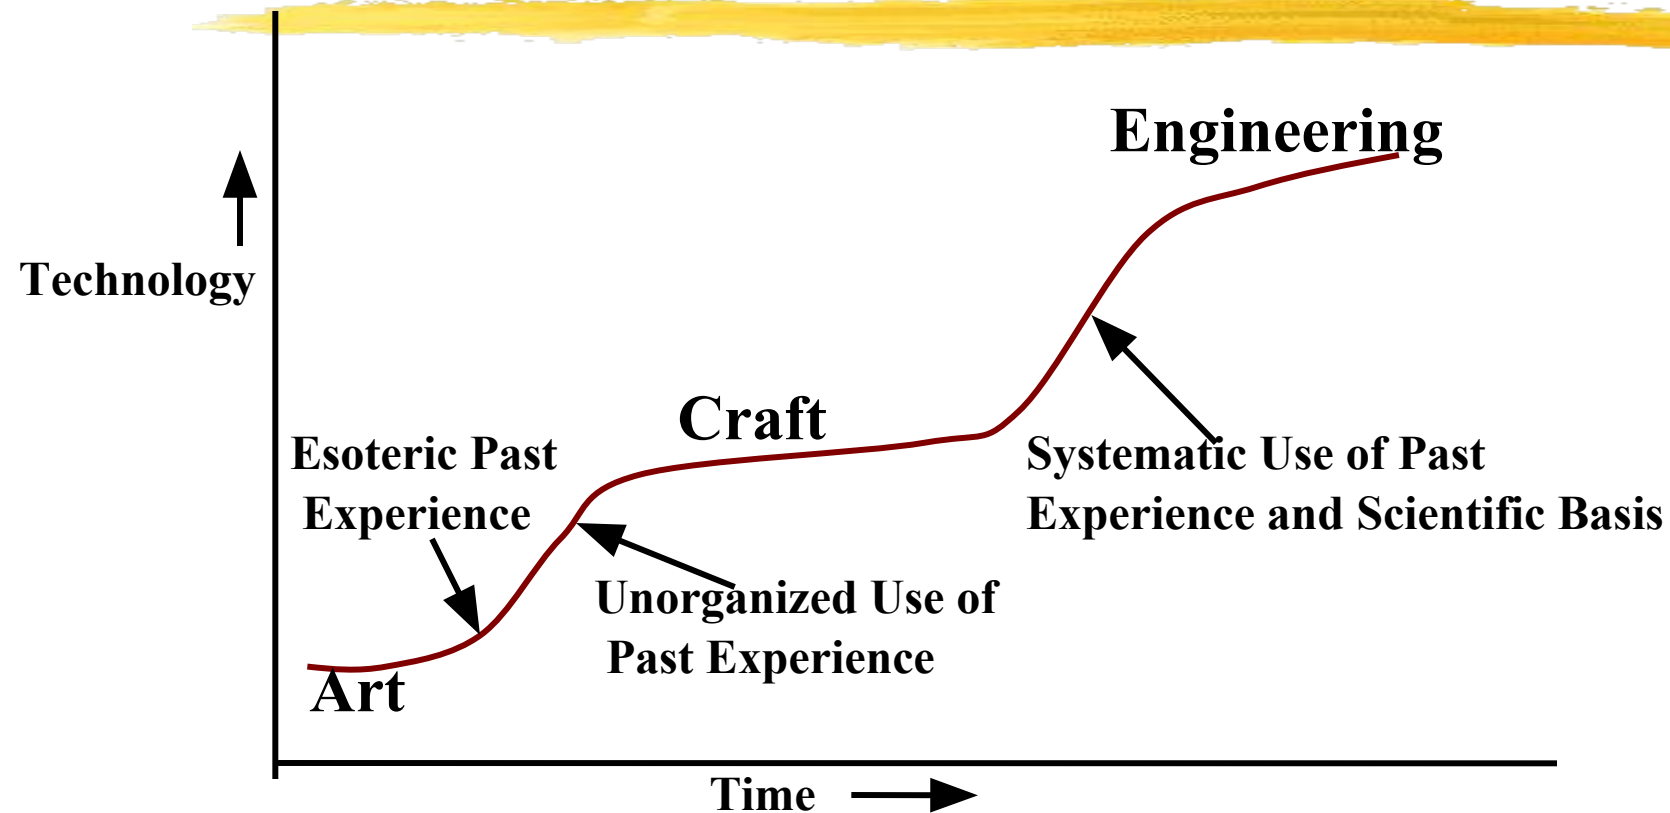 Engineering
Technology
Craft
Esoteric Past
Experience
Systematic Use of Past
Experience and Scientific Basis
Unorganized Use of
Past Experience
Art
Time